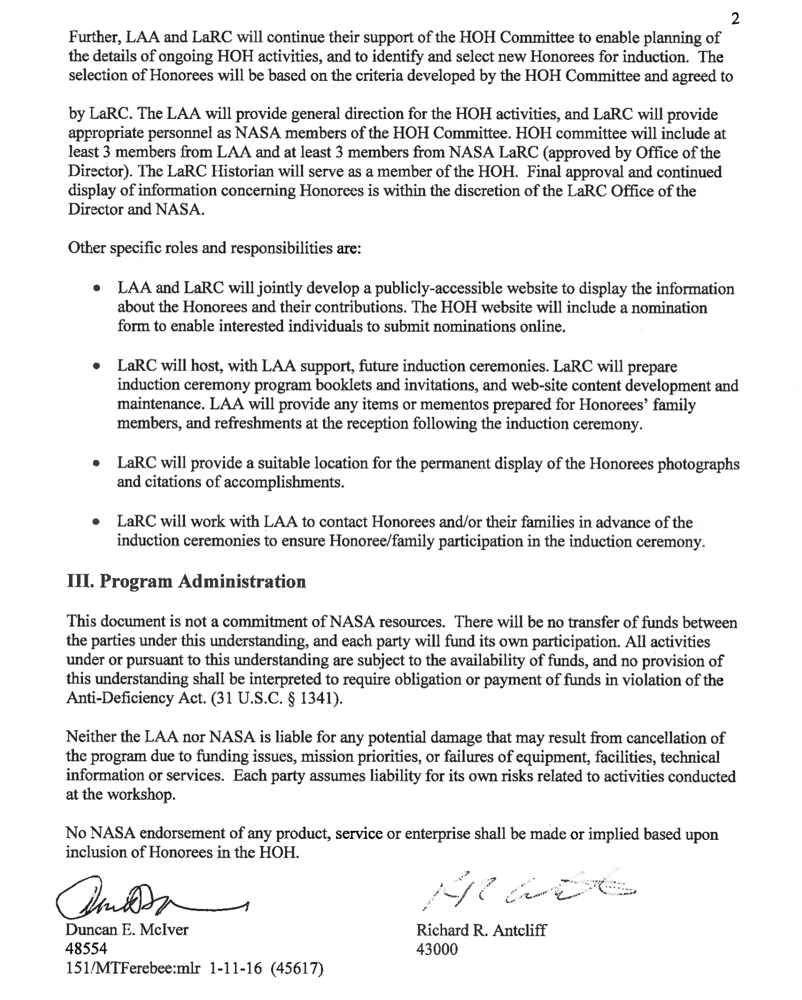 2
Further, LAA and LaRC will continue their support of the HOH Committee to enable planning of
the details of ongoing HOH activities, and to identify and select new Honorees for induction.  The
selection of Honorees will be based on the criteria developed by the HOH Committee and agreed to
by LaRC. The LAA will provide general direction for the HOH activities, and LaRC will provide
appropriate personnel as NASA members of the HOH Committee. HOH committee will include at
least 3 members from LAA and at least 3 members from NASA LaRC (approved by Office of the
Director). The LaRC Historian will serve as a member of the HOH.  Final approval and continued
display of information concerning Honorees is within the discretion of the LaRC Office of the
Director and NASA.
Other specific roles and responsibilities are:
• LAA and LaRC will jointly develop a publicly-accessible website to display the information
about the Honorees and their contributions. The HOH website will include a nomination
form to enable interested individuals to submit nominations online.
• LaRC will host, with LAA support, future induction ceremonies. LaRC will prepare
induction ceremony program booklets and invitations, and web-site content development and
maintenance. LAA will provide any items or mementos prepared for Honorees' family
members, and refreshments at the reception following the induction ceremony.
• LaRC will provide a suitable location for the permanent display of the Honorees photographs
and citations of accomplishments.
• LaRC will work with LAA to contact Honorees and/or their families in advance of the
induction ceremonies to ensure Honoree/family participation in the induction ceremony.
III. Program Administration
This document is not a commitment of NASA resources.  There will be no transfer of funds between
the parties under this understanding, and each party will fund its own participation. All activities
under or pursuant to this understanding are subject to the availability of funds, and no provision of
this understanding shall be interpreted to require obligation or payment of funds in violation of the
Anti-Deficiency Act. (31 U.S.C. § 1341).
Neither the LAA nor NASA is liable for any potential damage that may result from cancellation of
the program due to funding issues, mission priorities, or failures of equipment, facilities, technical
information or services.  Each party assumes liability for its own risks related to activities conducted
at the workshop.
No NASA endorsement of any product, service or enterprise shall be made or implied based upon
inclusion of Honorees in the HOH.
Duncan E. McIver
Richard R. Antcliff
48554
43000
151/MTFerebee:mlr  1-11-16  (45617)